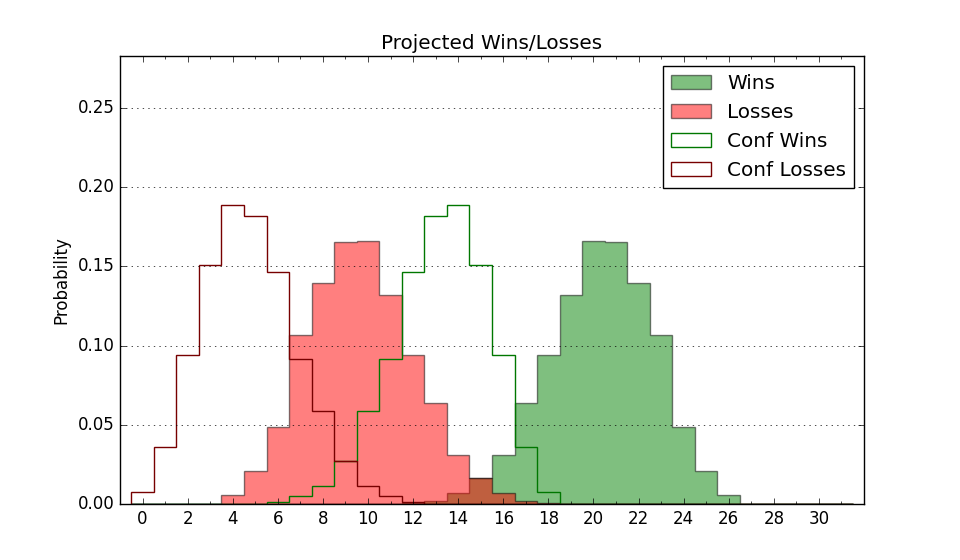 Projected Wins/Losses
Wins
Losses
Conf Wins
Conf Losses
Probability
0.25
0.20
0.15
0.10
0.05
0.00
0 2 4 6 8 10 12 14 16 18 20 22 24 26 28 30